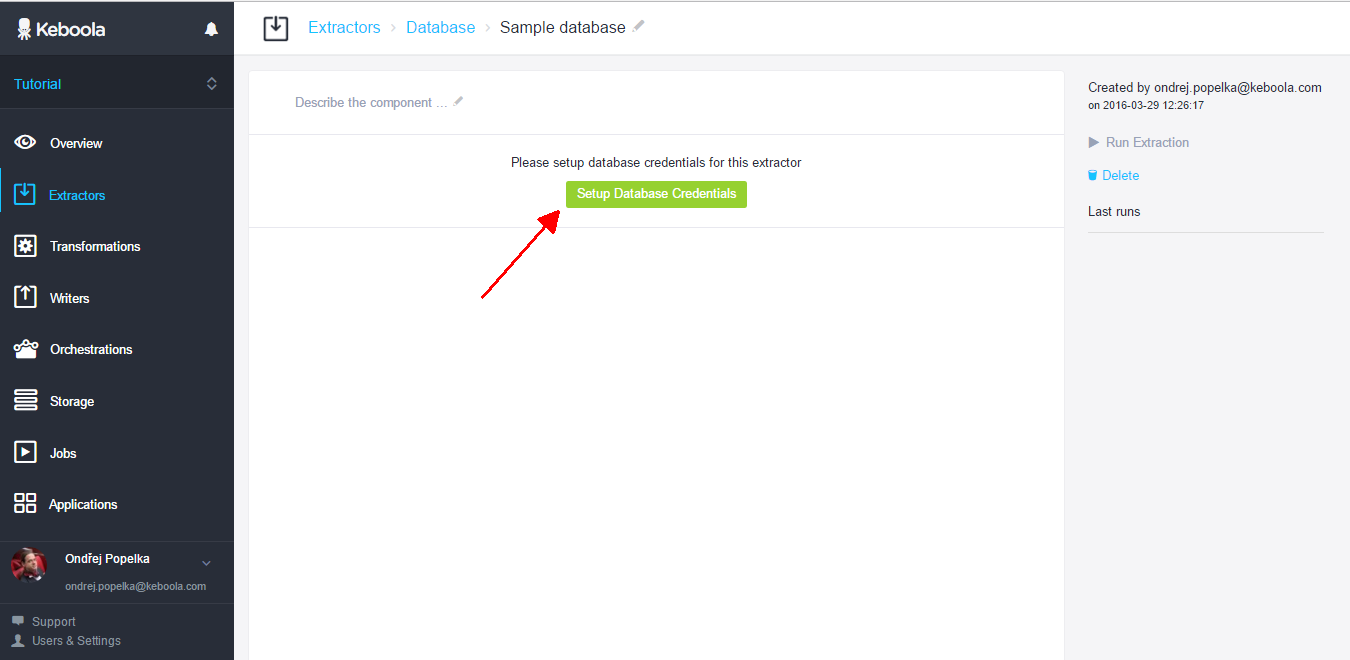 Keboola
Extractors > Database > Sample database
Tutorial
Overview
Extractors
Transformations
Writers
Orchestrations
Storage
Jobs
Applications
Ondřej Popelka
ondrej.popelka@keboola.com
Support
Users & Settings
Describe the component ...
Please setup database credentials for this extractor
Setup Database Credentials
Created by ondrej.popelka@keboola.com
on 2016-03-29 12:26:17
Run Extraction
Delete
Last runs